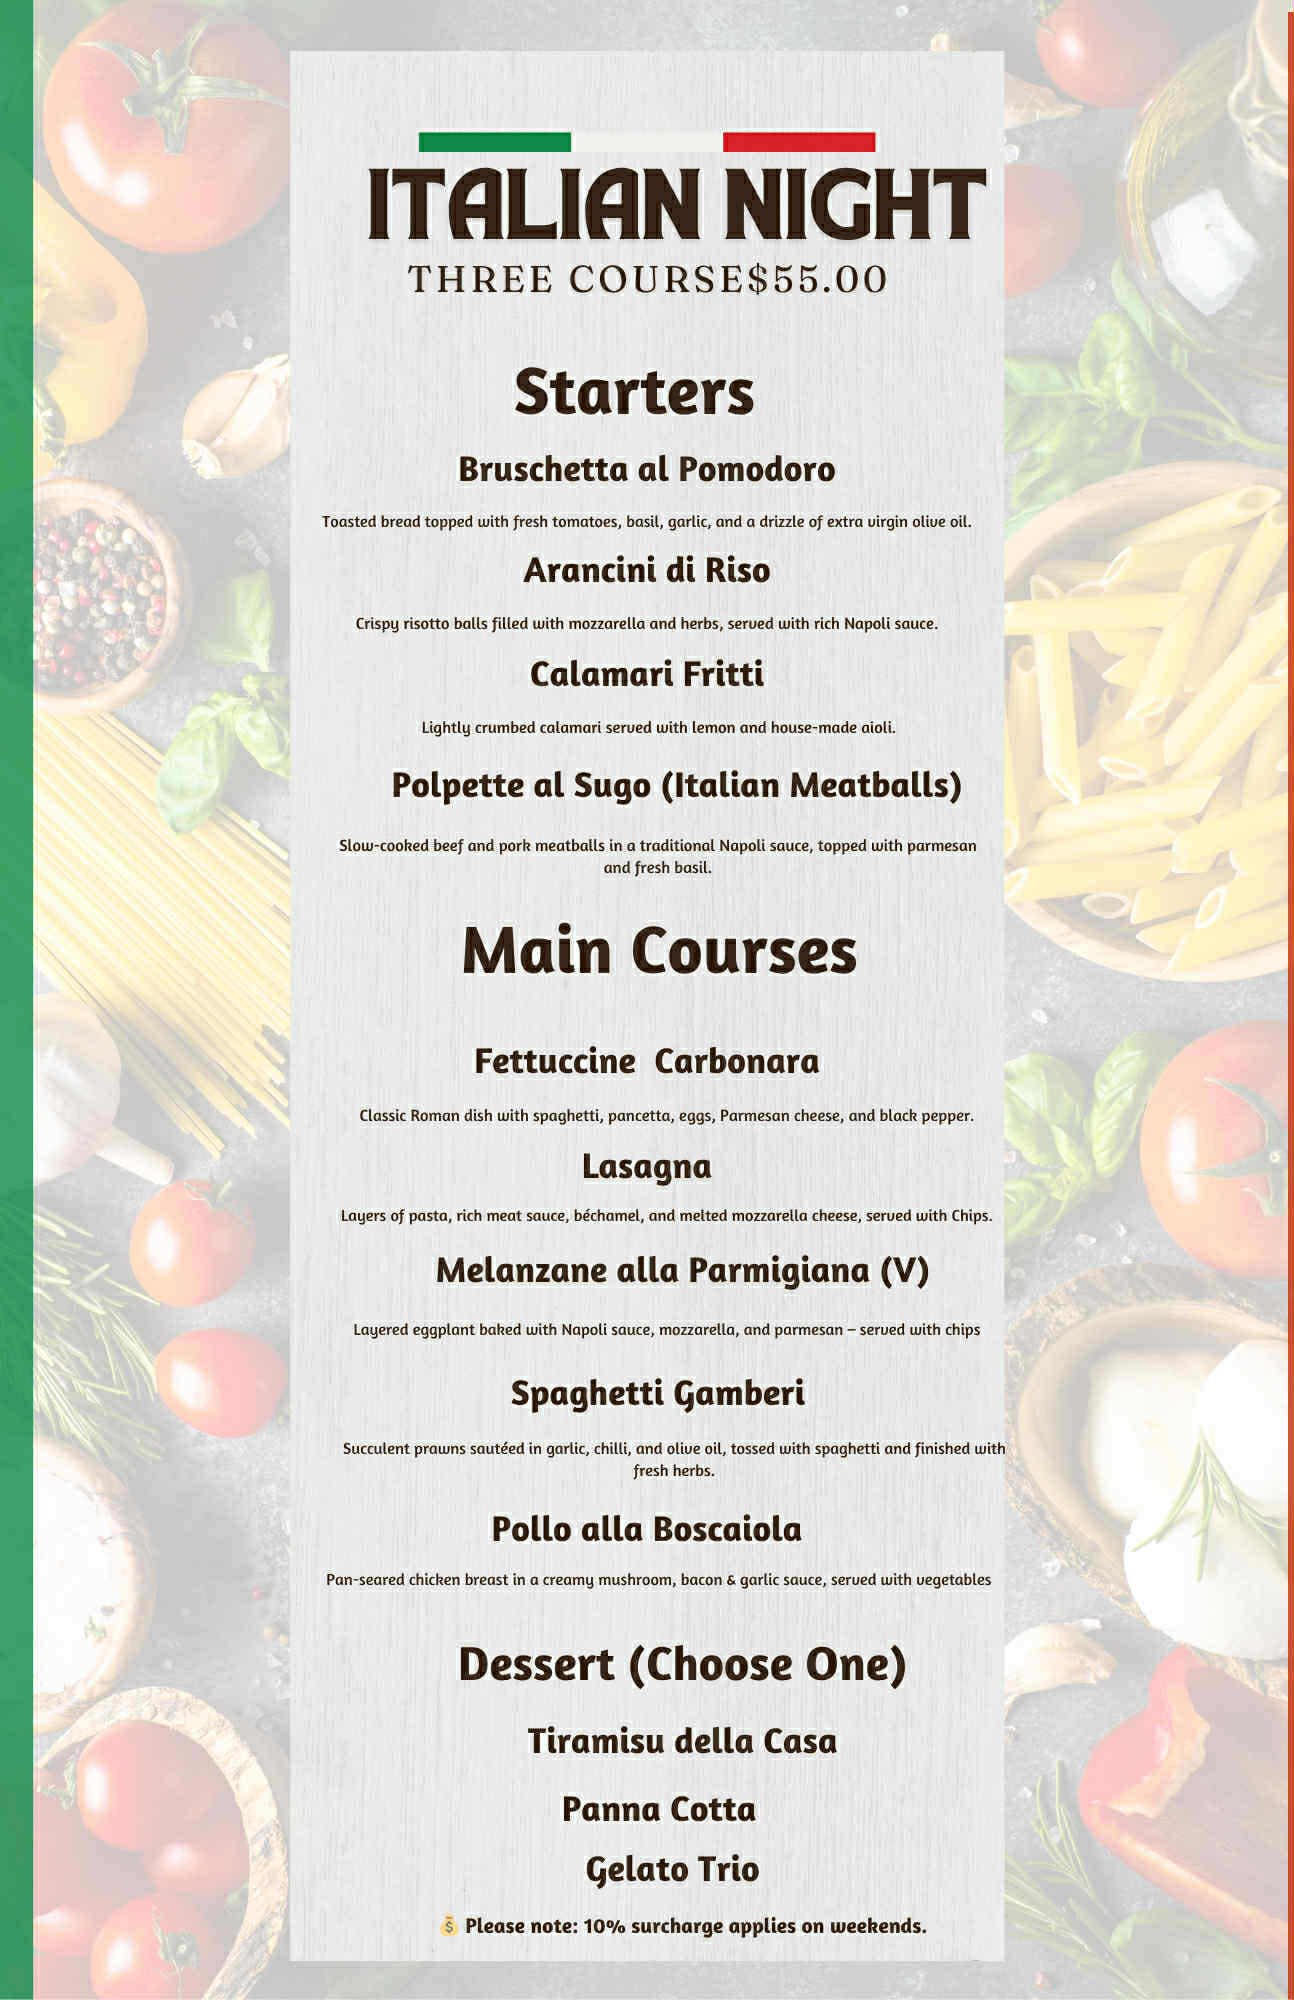 ITALIAN NIGHT
THREE COURSE$55.00
Starters
Bruschetta al Pomodoro
Toasted bread topped with fresh tomatoes, basil, garlic, and a drizzle of extra virgin olive oil.
Arancini di Riso
Crispy risotto balls filled with mozzarella and herbs, served with rich Napoli sauce.
Calamari Fritti
Lightly crumbed calamari served with lemon and house-made aioli.
Polpette al Sugo (Italian Meatballs)
Slow-cooked beef and pork meatballs in a traditional Napoli sauce, topped with parmesan
and fresh basil.
Main Courses
Fettuccine  Carbonara
Classic Roman dish with spaghetti, pancetta, eggs, Parmesan cheese, and black pepper.
Lasagna
Layers of pasta, rich meat sauce, béchamel, and melted mozzarella cheese, served with Chips.
Melanzane alla Parmigiana (V)
Layered eggplant baked with Napoli sauce, mozzarella, and parmesan – served with chips
Spaghetti Gamberi
Succulent prawns sautéed in garlic, chilli, and olive oil, tossed with spaghetti and finished with
fresh herbs.
Pollo alla Boscaiola
Pan-seared chicken breast in a creamy mushroom, bacon & garlic sauce, served with vegetables
Dessert (Choose One)
Tiramisu della Casa
Panna Cotta
Gelato Trio
💰 Please note: 10% surcharge applies on weekends.